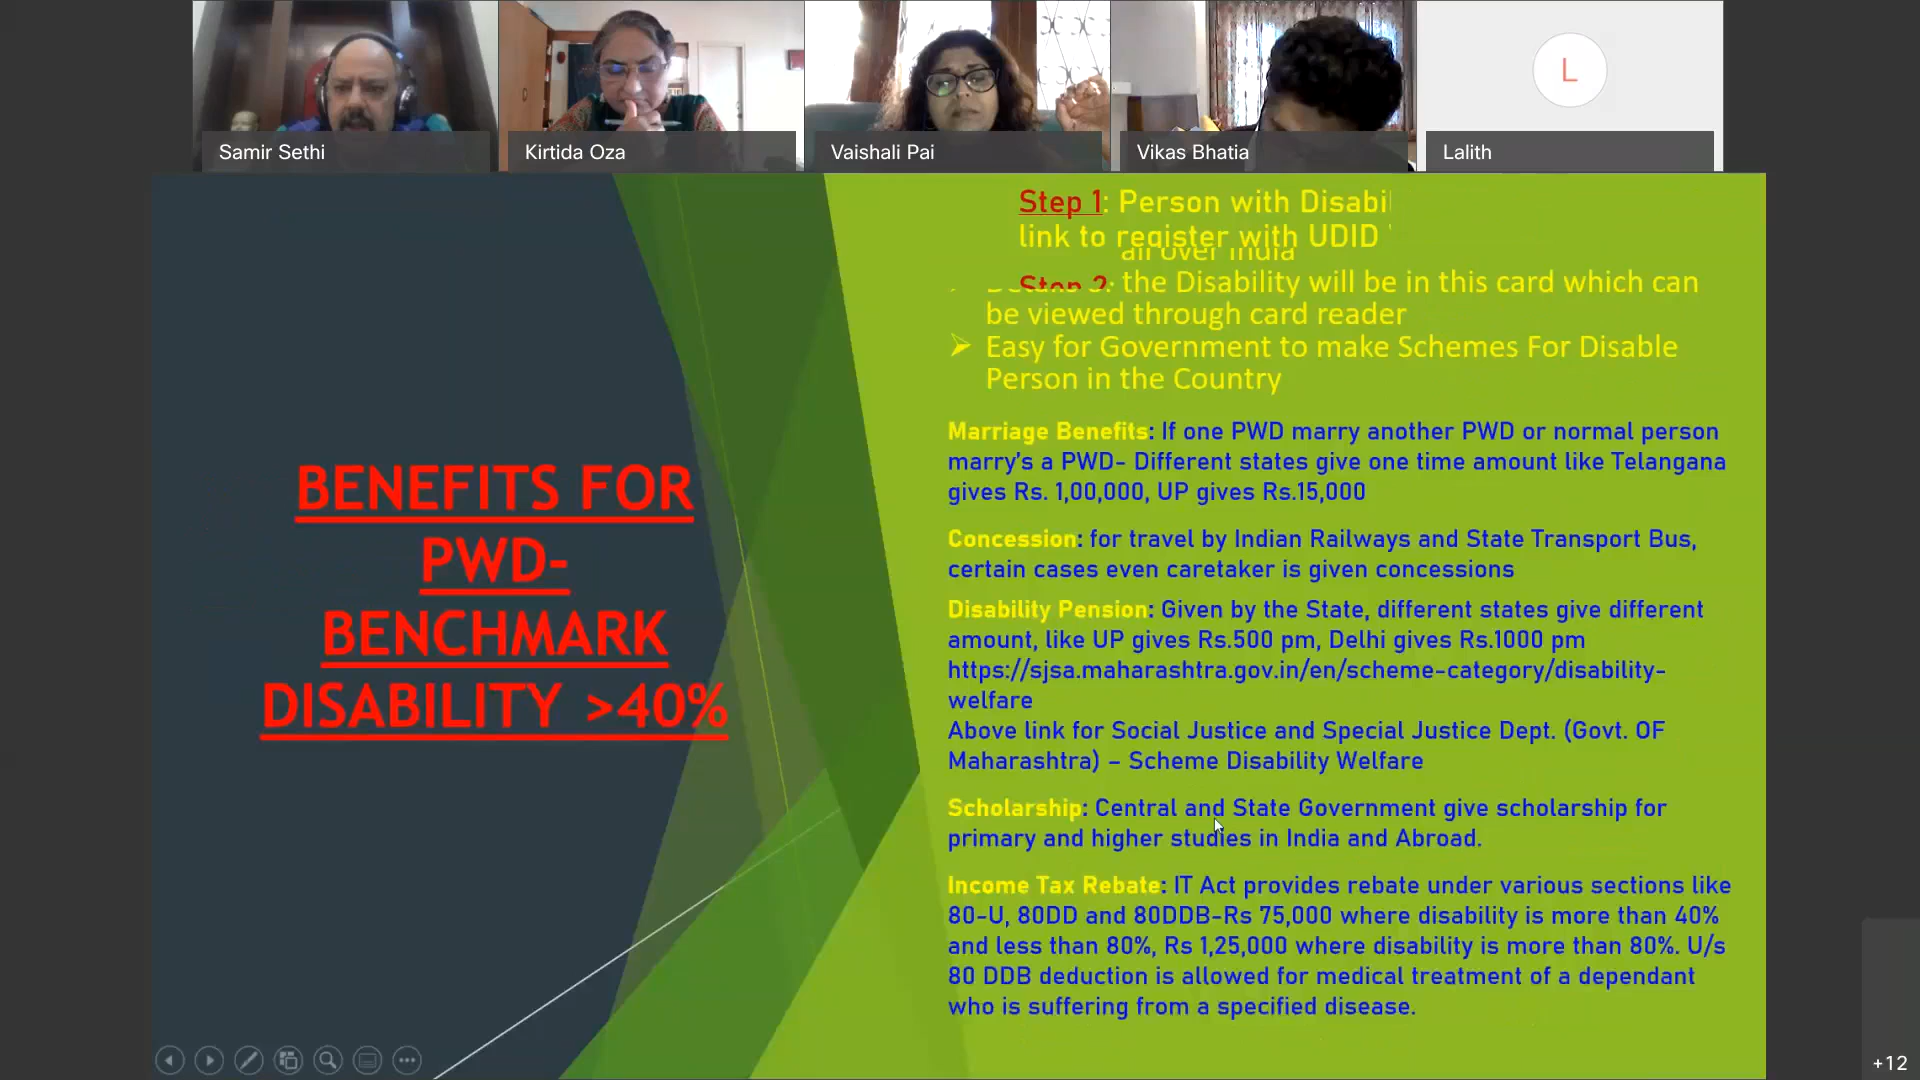 L
Samir Sethi
Kirtida Oza
Vaishali Pai
Vikas Bhatia
Lalith
BENEFITS FOR
PWD-
BENCHMARK
DISABILITY >40%
Step 1: Person with Disabil
link to register with UDID
all over India
Step 2: the Disability will be in this card which can
be viewed through card reader
➢ Easy for Government to make Schemes For Disable
Person in the Country
Marriage Benefits: If one PWD marry another PWD or normal person
marry's a PWD- Different states give one time amount like Telangana
gives Rs. 1,00,000, UP gives Rs.15,000
Concession: for travel by Indian Railways and State Transport Bus,
certain cases even caretaker is given concessions
Disability Pension: Given by the State, different states give different
amount, like UP gives Rs.500 pm, Delhi gives Rs.1000 pm
https://sjsa.maharashtra.gov.in/en/scheme-category/disability-
welfare
Above link for Social Justice and Special Justice Dept. (Govt. OF
Maharashtra) – Scheme Disability Welfare
Scholarship: Central and State Government give scholarship for
primary and higher studies in India and Abroad.
Income Tax Rebate: IT Act provides rebate under various sections like
80-U, 80DD and 80DDB-Rs 75,000 where disability is more than 40%
and less than 80%, Rs 1,25,000 where disability is more than 80%. U/s
80 DDB deduction is allowed for medical treatment of a dependant
who is suffering from a specified disease.
+12